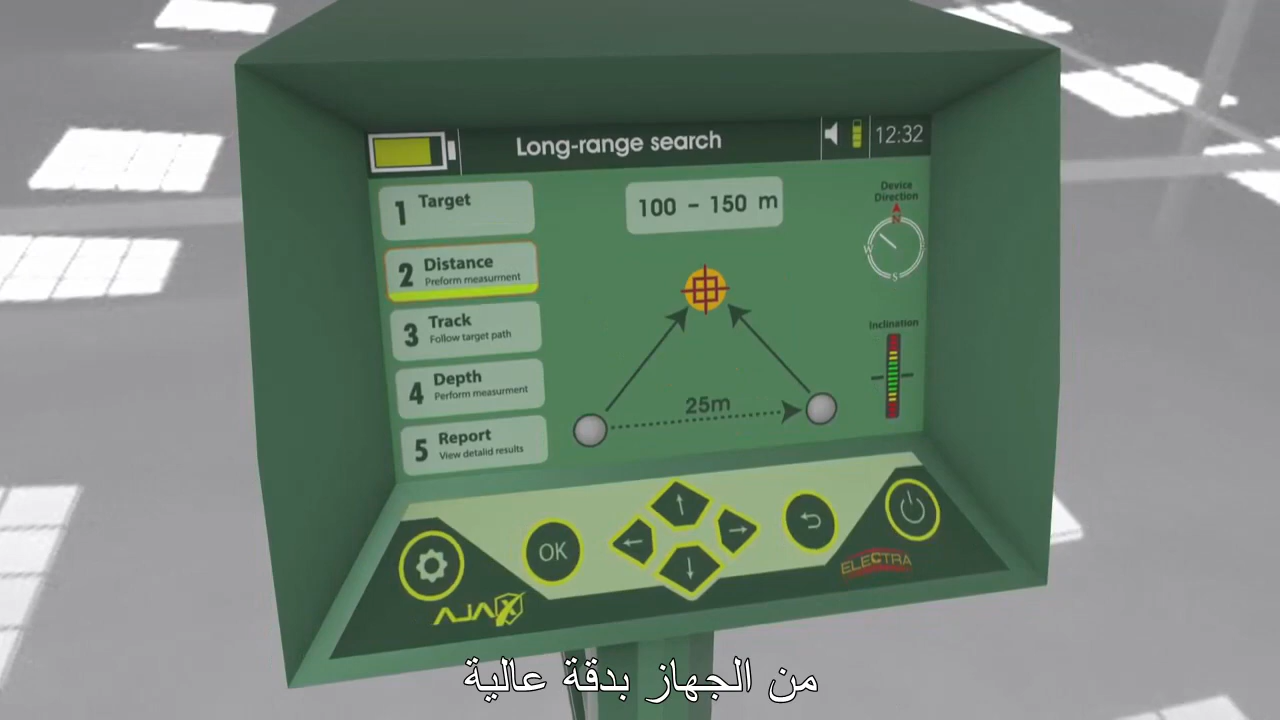 Long-range search
12:32
1 Target
2 Distance
Preform measurment
3 Track
Follow target path
4 Depth
Perform measurment
5 Report
View detalid results
100 - 150 m
25m
Device
Direction
N
W
S
Inclination
OK
AJAX
ELECTRA
من الجهاز بدقة عالية